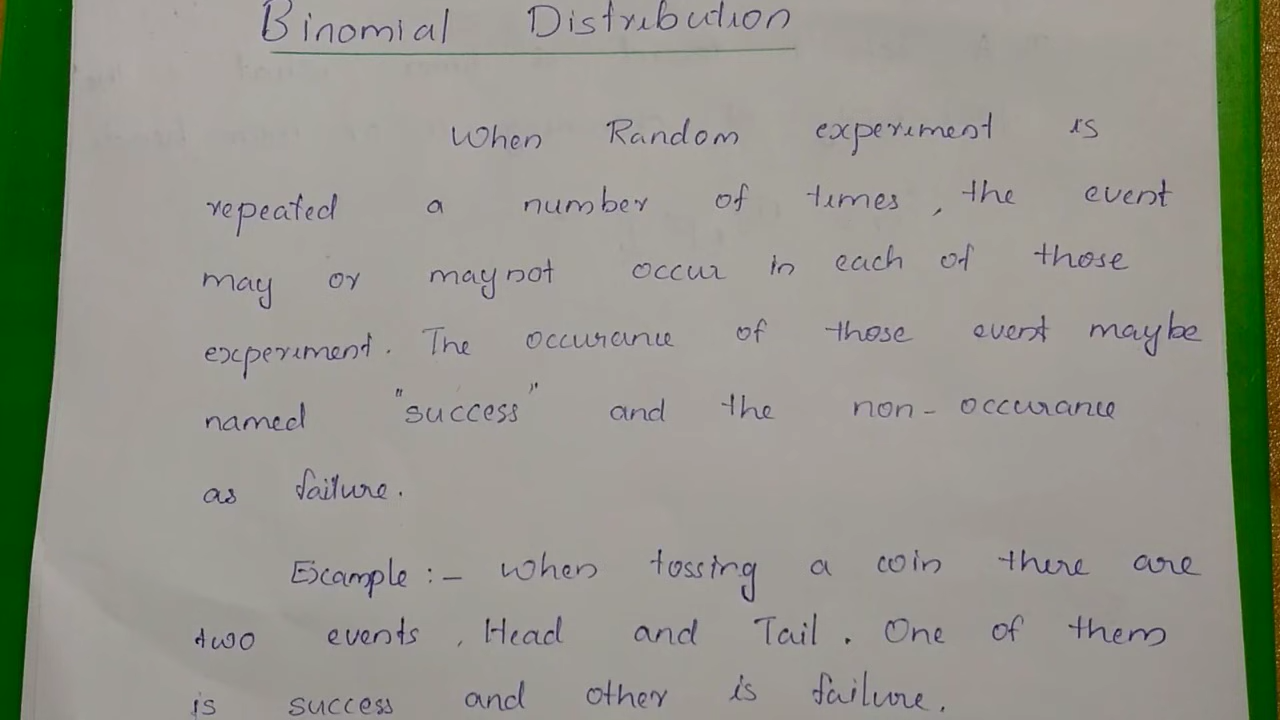 Binomial Distribution
When Random experiment is
repeated a number of times, the event
may or maynot occur in each of those
experiment. The occurance of those event maybe
named "success" and the non-occurance
as failure.
Example :- When tossing a coin there are
two events, Head and Tail. One of them
is success and other is failure.